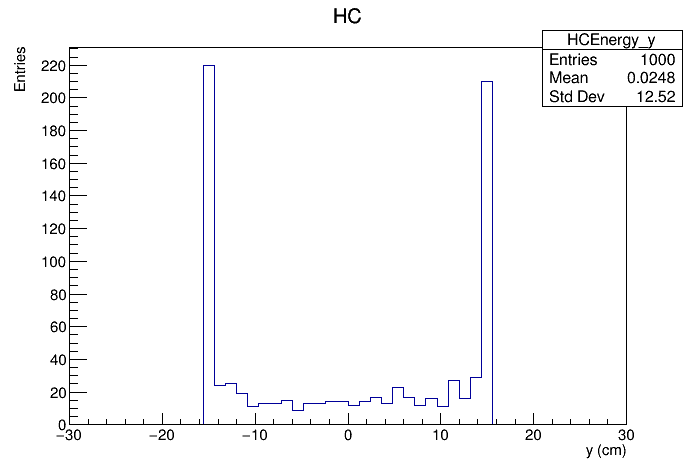 HC
HCEnergy_y
Entries 1000
Mean 0.0248
Std Dev 12.52
Entries
220
200
180
160
140
120
100
80
60
40
20
0
−30 −20 −10 0 10 20 30
y (cm)